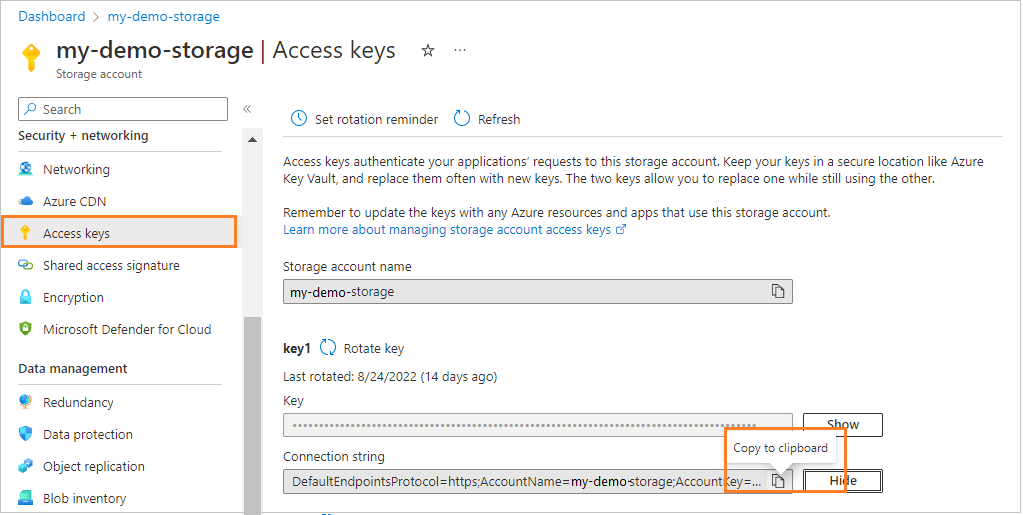 Dashboard > my-demo-storage
my-demo-storage | Access keys ☆ ...
Storage account
Search «
Security + networking
Networking
Azure CDN
Access keys
Shared access signature
Encryption
Microsoft Defender for Cloud
Data management
Redundancy
Data protection
Object replication
Blob inventory
Set rotation reminder Refresh
Access keys authenticate your applications' requests to this storage account. Keep your keys in a secure location like Azure
Key Vault, and replace them often with new keys. The two keys allow you to replace one while still using the other.
Remember to update the keys with any Azure resources and apps that use this storage account.
Learn more about managing storage account access keys
Storage account name
my-demo-storage
key1 Rotate key
Last rotated: 8/24/2022 (14 days ago)
Key
Show
Copy to clipboard
Connection string
DefaultEndpointsProtocol=https;AccountName=my-demo-storage;AccountKey=...
Hide